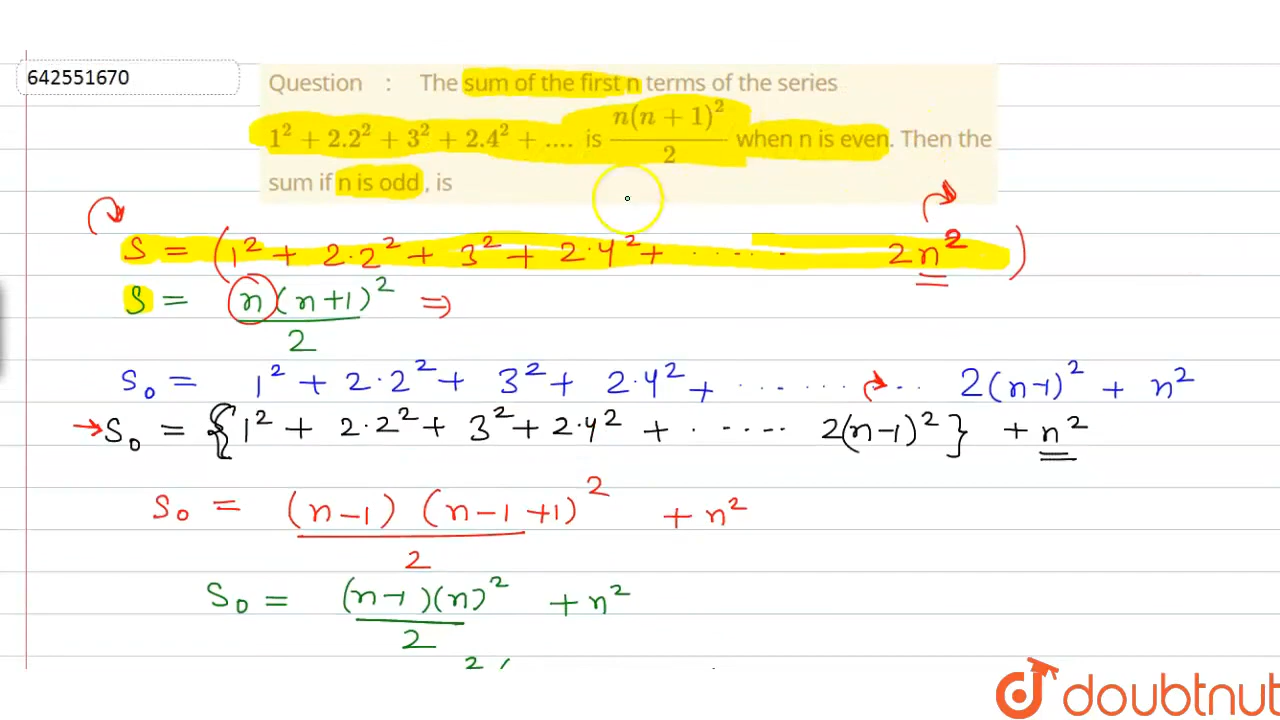 642551670
Question : The sum of the first n terms of the series
1² + 2.2² + 3² + 2.4² + .... is n(n + 1)²/2 when n is even. Then the
sum if n is odd , is
S = (1² + 2·2² + 3² + 2·4² + ······ 2n²)
S = n(n+1)²/2 ⇒
S₀ = 1² + 2·2² + 3² + 2·4² + ········ 2(n-1)² + n²
→ S₀ = {1² + 2·2² + 3² + 2·4² + ······ 2(n-1)²} + n²
S₀ = (n-1)(n-1+1)²/2 + n²
S₀ = (n-1)(n)²/2 + n²
doubtnut